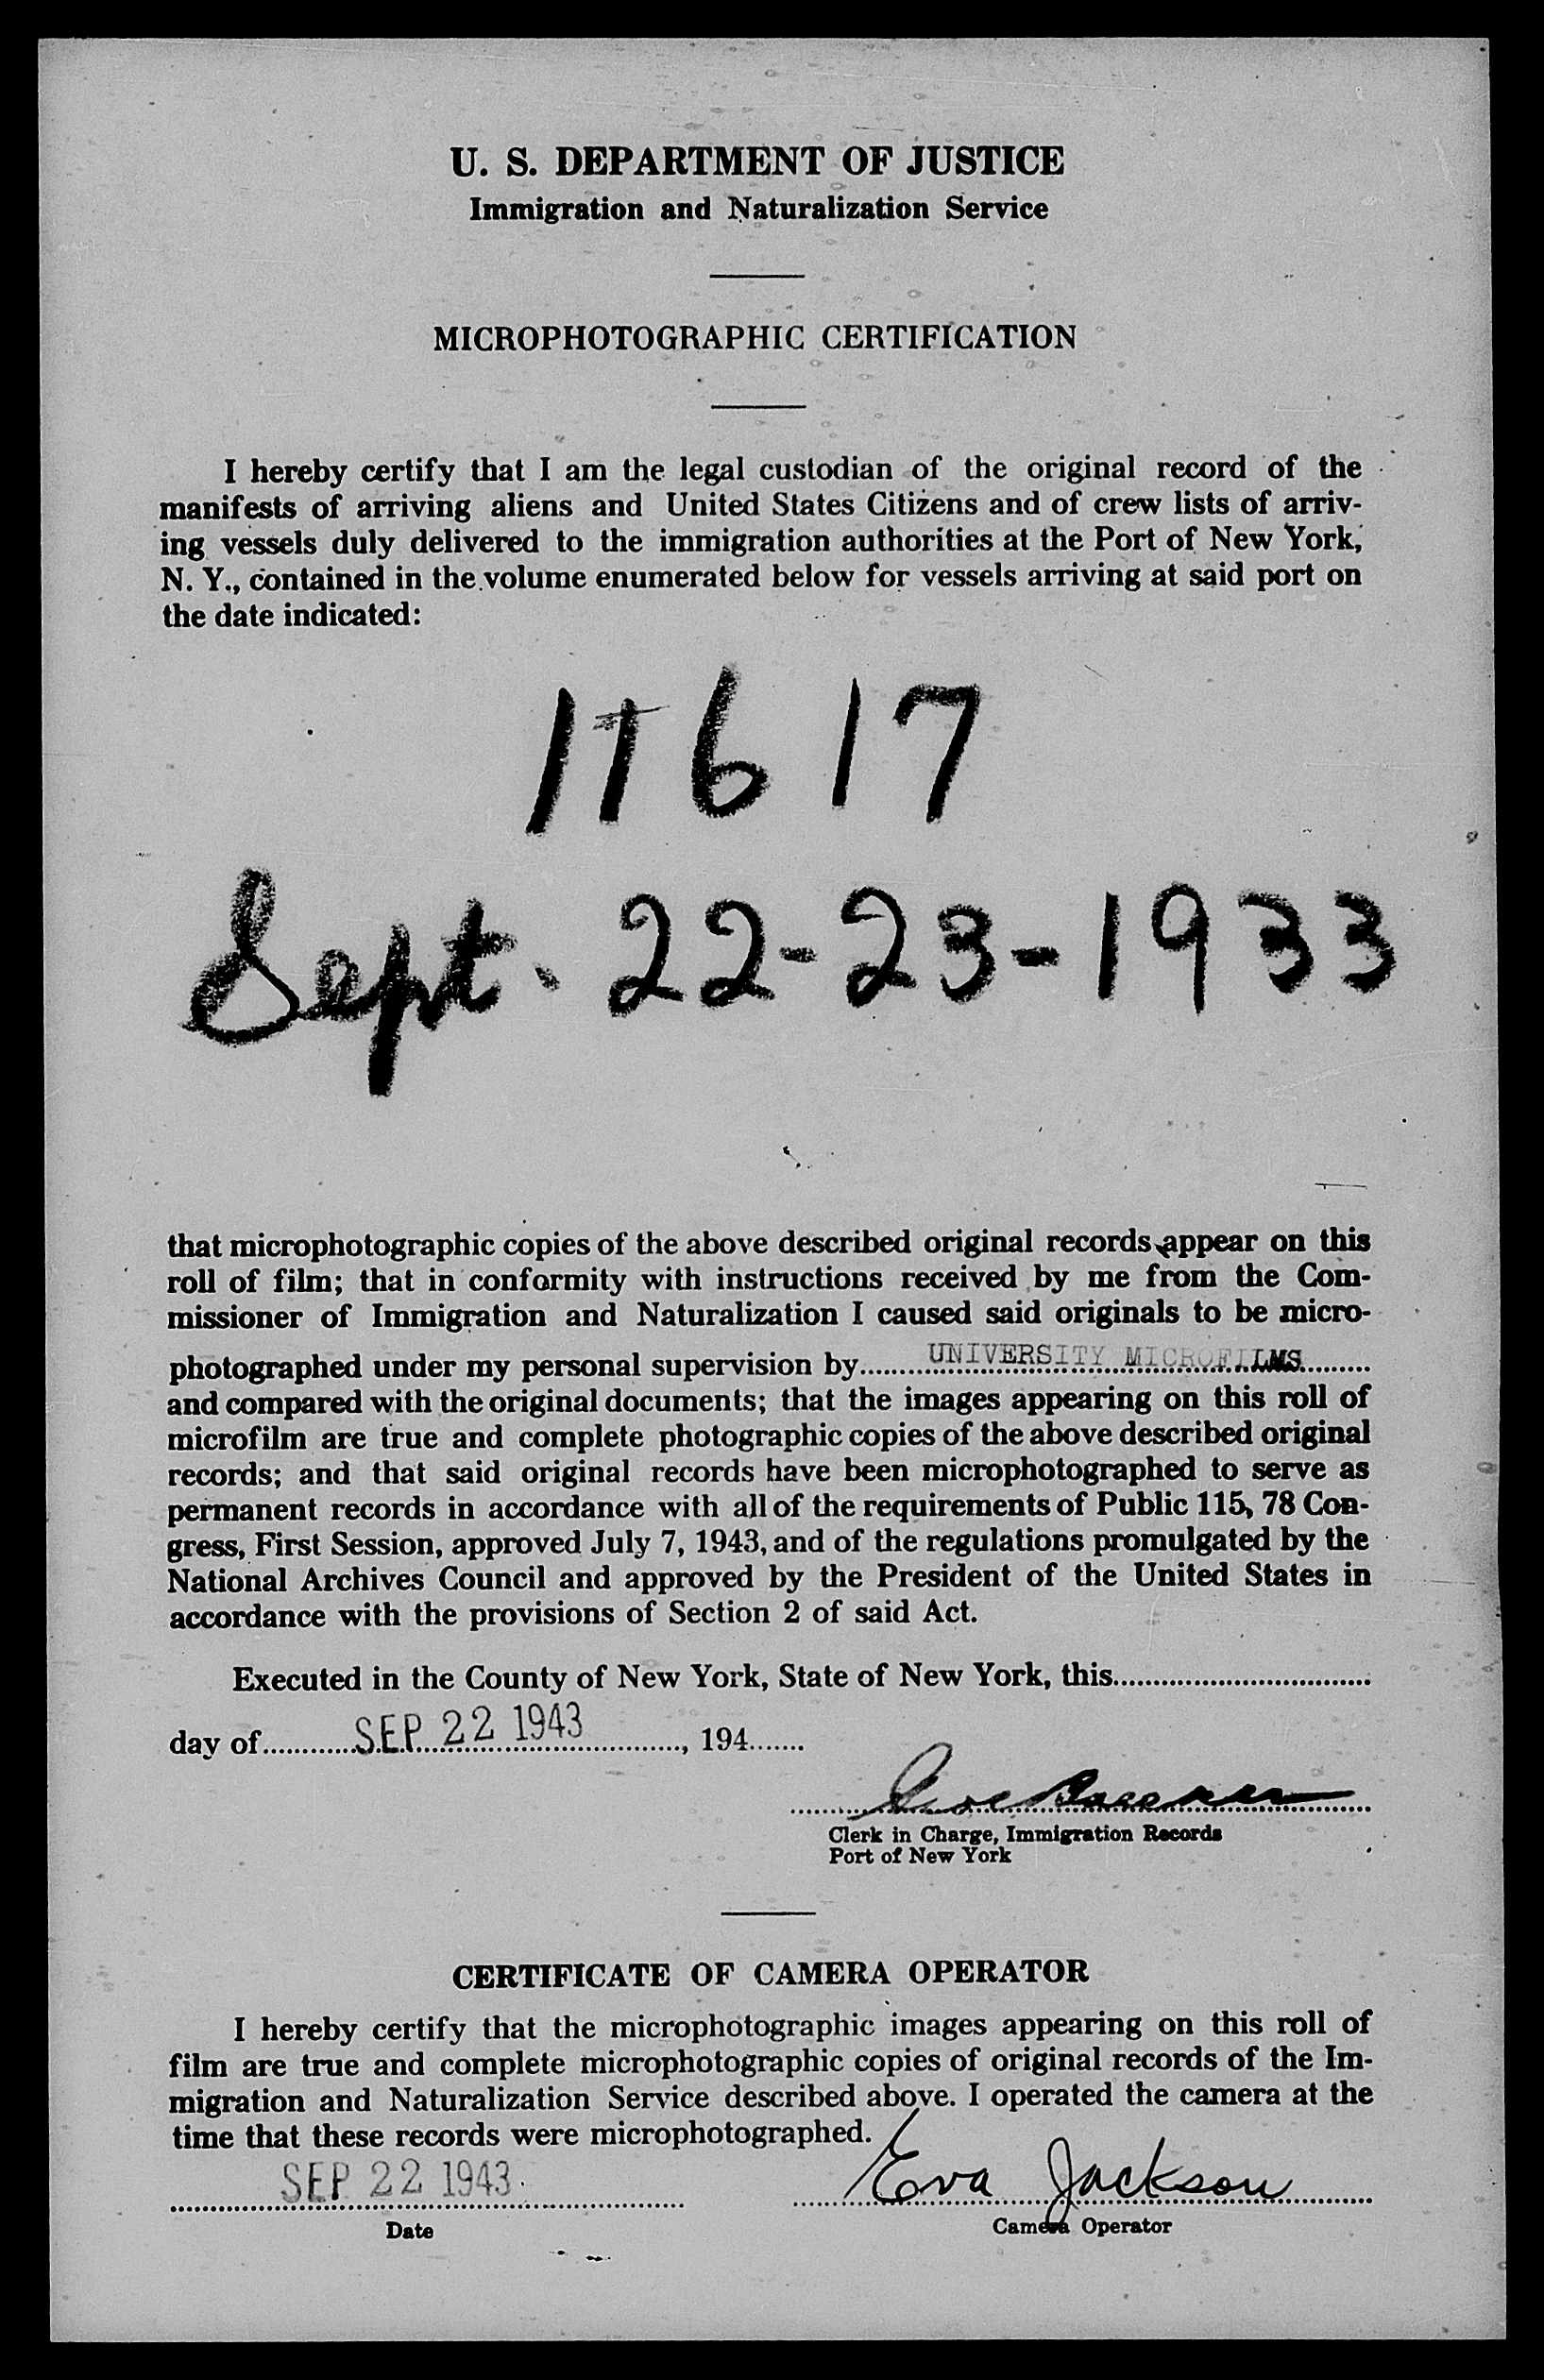 U. S. DEPARTMENT OF JUSTICE
Immigration and Naturalization Service
MICROPHOTOGRAPHIC CERTIFICATION
I hereby certify that I am the legal custodian of the original record of the
manifests of arriving aliens and United States Citizens and of crew lists of arriv-
ing vessels duly delivered to the immigration authorities at the Port of New York,
N. Y., contained in the volume enumerated below for vessels arriving at said port on
the date indicated:
11617
Sept. 22-23-1933
that microphotographic copies of the above described original records appear on this
roll of film; that in conformity with instructions received by me from the Com-
missioner of Immigration and Naturalization I caused said originals to be micro-
photographed under my personal supervision by UNIVERSITY MICROFILMS
and compared with the original documents; that the images appearing on this roll of
microfilm are true and complete photographic copies of the above described original
records; and that said original records have been microphotographed to serve as
permanent records in accordance with all of the requirements of Public 115, 78 Con-
gress, First Session, approved July 7, 1943, and of the regulations promulgated by the
National Archives Council and approved by the President of the United States in
accordance with the provisions of Section 2 of said Act.
Executed in the County of New York, State of New York, this
day of SEP 22 1943, 194
Clerk in Charge, Immigration Records
Port of New York
CERTIFICATE OF CAMERA OPERATOR
I hereby certify that the microphotographic images appearing on this roll of
film are true and complete microphotographic copies of original records of the Im-
migration and Naturalization Service described above. I operated the camera at the
time that these records were microphotographed.
SEP 22 1943 Eva Jackson
Date Camera Operator